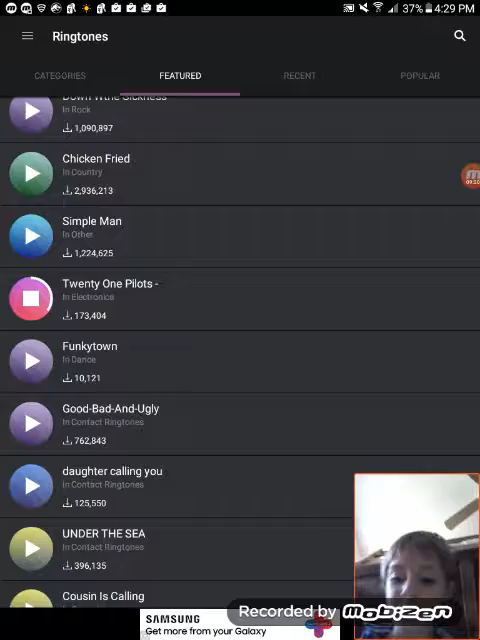 37% 4:29 PM
Ringtones
CATEGORIES FEATURED RECENT POPULAR
Down Wthe Sickness
In Rock
1,090,897
Chicken Fried
In Country
2,936,213
Simple Man
In Other
1,224,625
Twenty One Pilots -
In Electronics
173,404
Funkytown
In Dance
10,121
Good-Bad-And-Ugly
In Contact Ringtones
762,843
daughter calling you
In Contact Ringtones
125,550
UNDER THE SEA
In Contact Ringtones
396,135
Cousin Is Calling
SAMSUNG
Get more from your Galaxy
Recorded by Mobizen